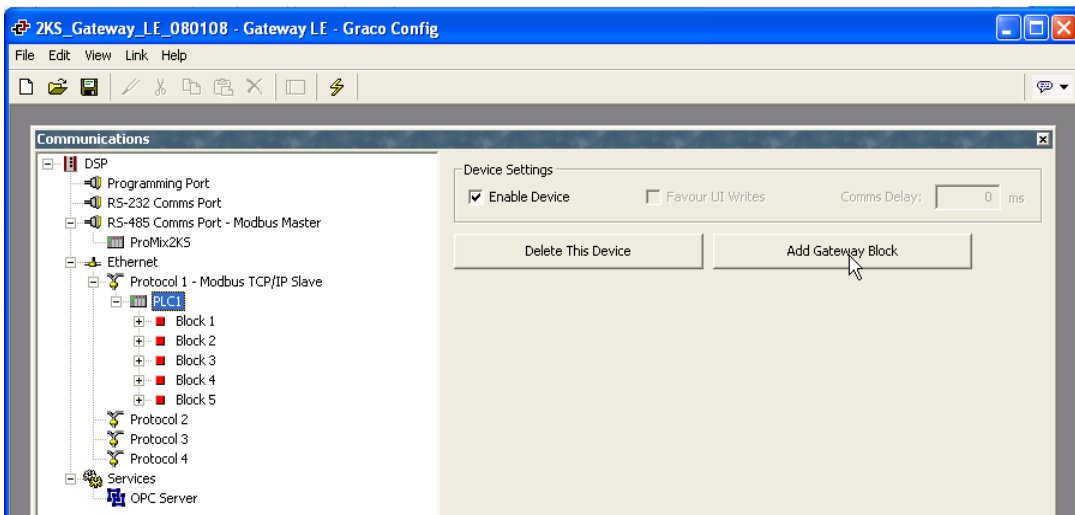 2KS_Gateway_LE_080108 - Gateway LE - Graco Config
File Edit View Link Help
Communications
DSP
Programming Port
RS-232 Comms Port
RS-485 Comms Port - Modbus Master
ProMix2KS
Ethernet
Protocol 1 - Modbus TCP/IP Slave
PLC1
Block 1
Block 2
Block 3
Block 4
Block 5
Protocol 2
Protocol 3
Protocol 4
Services
OPC Server
Device Settings
Enable Device Favour UI Writes Comms Delay: 0 ms
Delete This Device Add Gateway Block